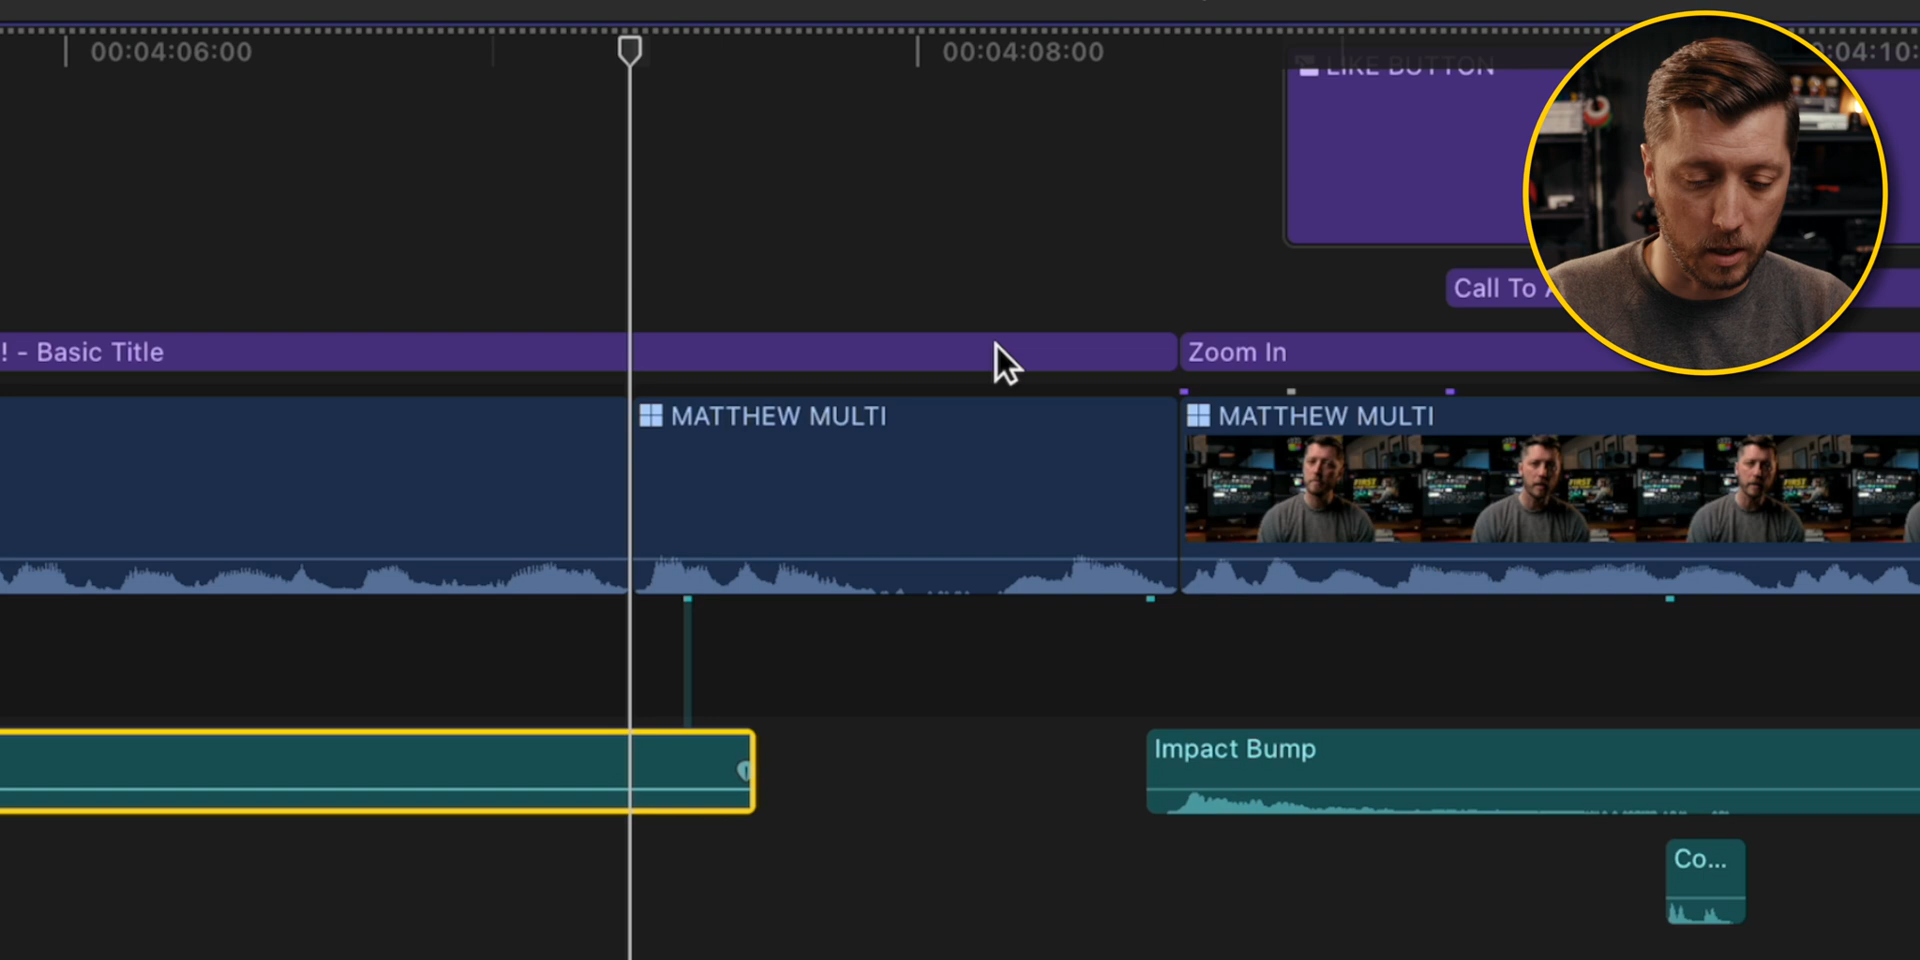 00:04:06:00
00:04:08:00
:04:10:
LIKE BUTTON
Call To
! - Basic Title
Zoom In
MATTHEW MULTI
MATTHEW MULTI
Impact Bump
Co...